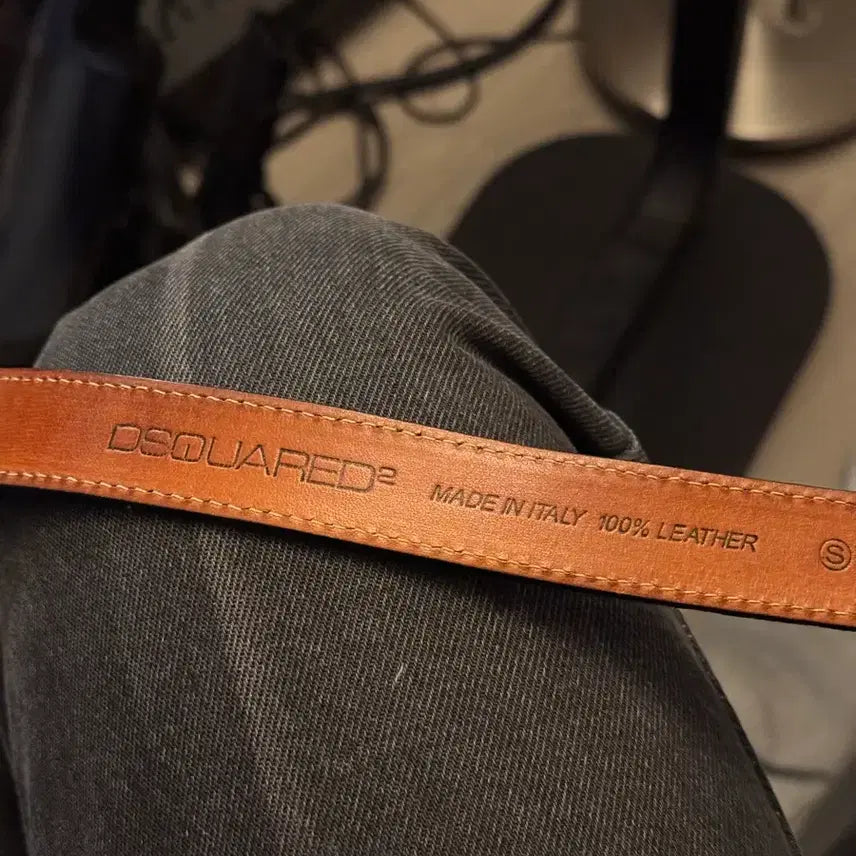 DSQUARED² MADE IN ITALY 100% LEATHER Ⓢ